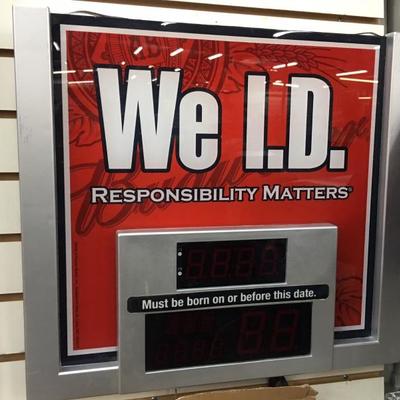 We I.D.
RESPONSIBILITY MATTERS®
Must be born on or before this date.